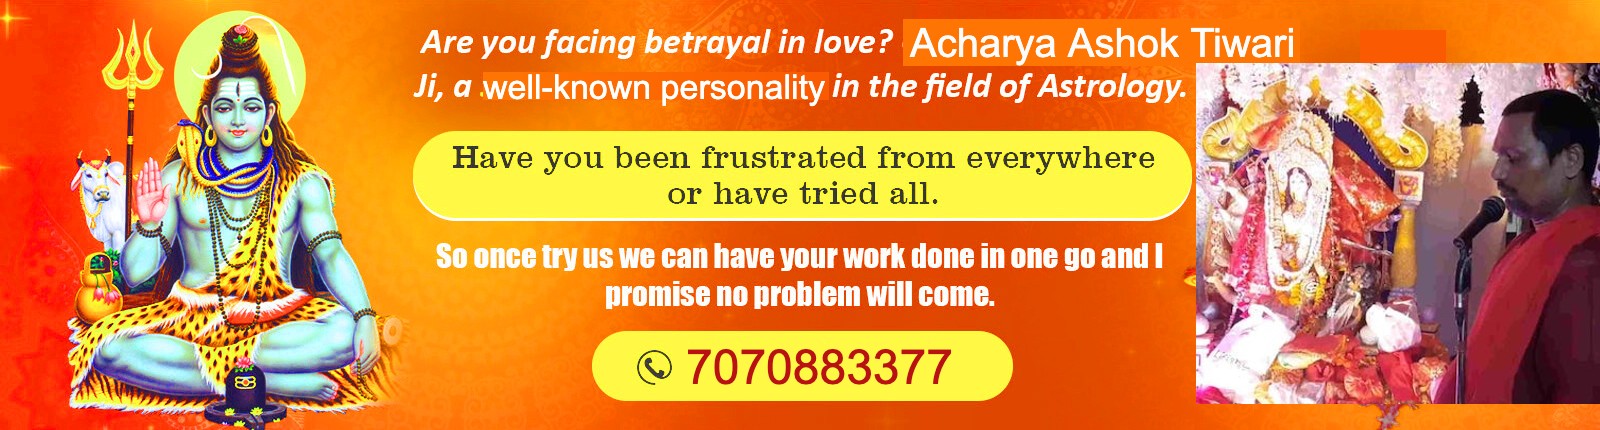 Are you facing betrayal in love? Acharya Ashok Tiwari
Ji, a well-known personality in the field of Astrology.
Have you been frustrated from everywhere
or have tried all.
So once try us we can have your work done in one go and I
promise no problem will come.
7070883377